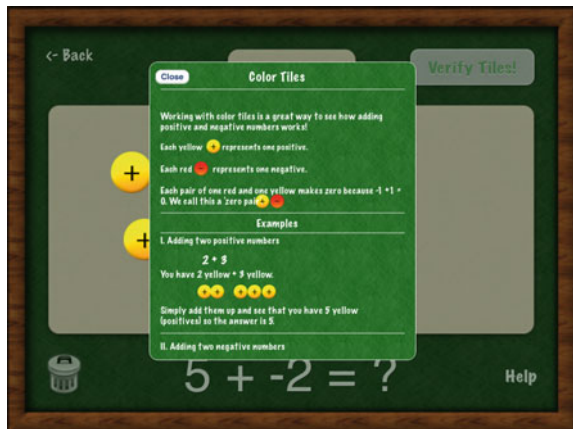 <- Back
Verify Tiles!
Close
Color Tiles
Working with color tiles is a great way to see how adding
positive and negative numbers works!
Each yellow + represents one positive.
Each red - represents one negative.
Each pair of one red and one yellow makes zero because -1 +1 =
0. We call this a 'zero pair + -
Examples
I. Adding two positive numbers
2 + 3
You have 2 yellow + 3 yellow.
+ + + + +
Simply add them up and see that you have 5 yellow
(positives) so the answer is 5.
II. Adding two negative numbers
+
+
5 + -2 = ?
Help